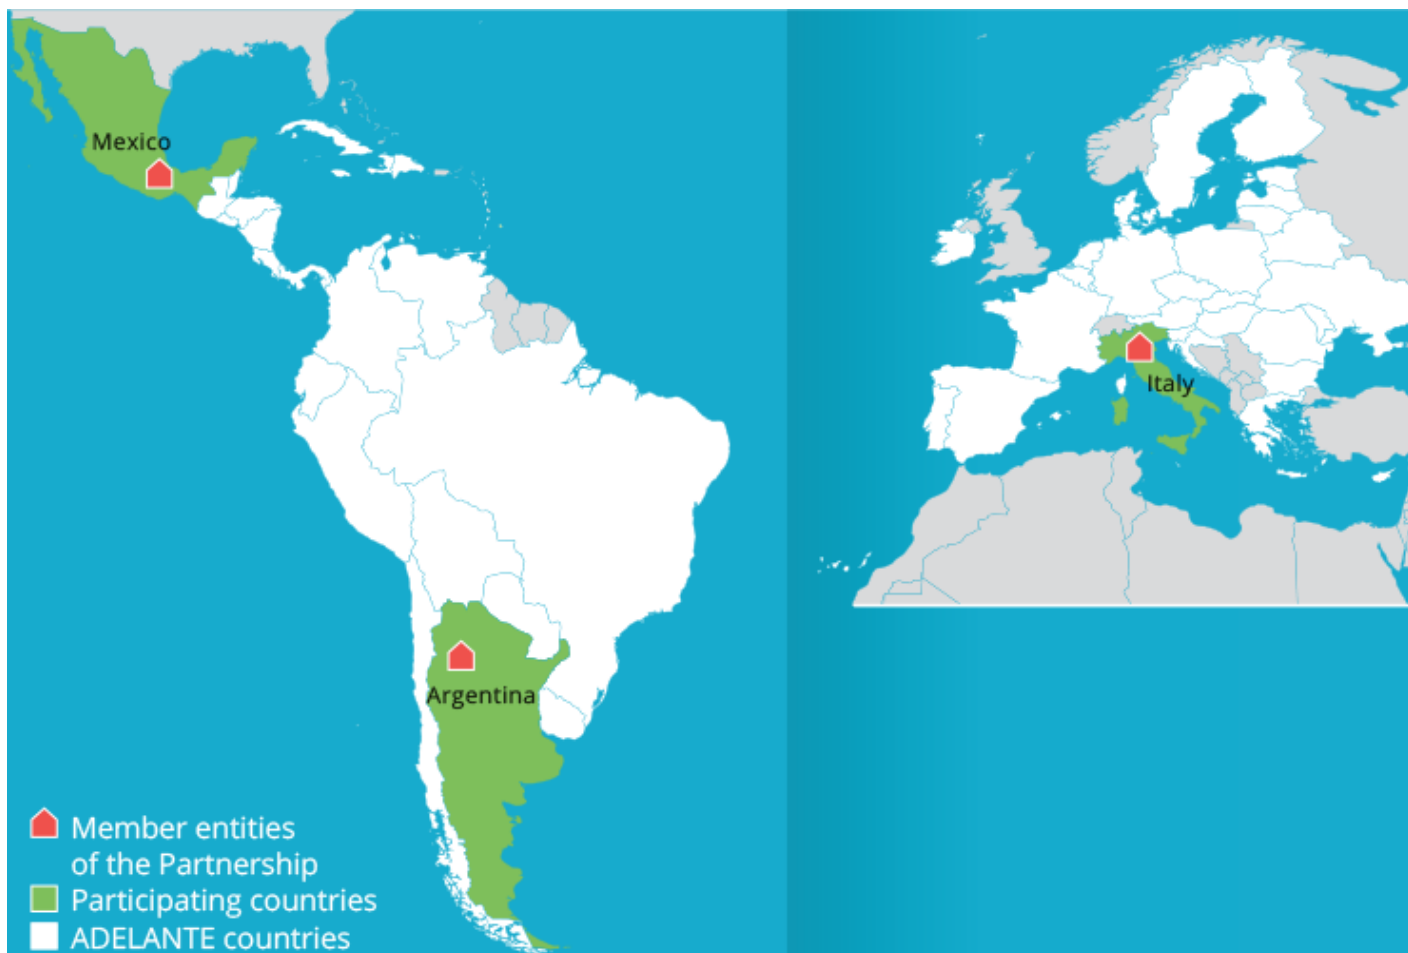 Mexico
Italy
Argentina
Member entities
of the Partnership
Participating countries
ADELANTE countries